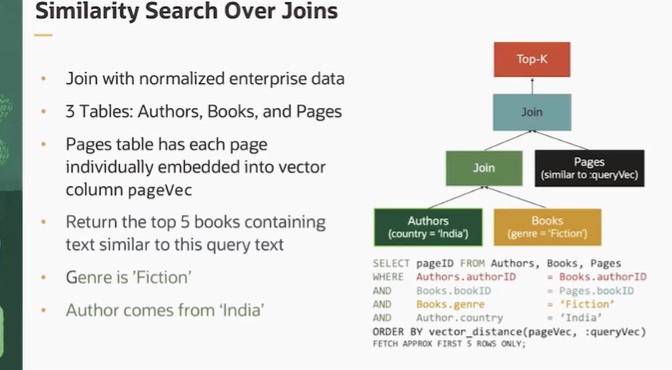 Similarity Search Over Joins
• Join with normalized enterprise data
• 3 Tables: Authors, Books, and Pages
• Pages table has each page
individually embedded into vector
column pageVec
• Return the top 5 books containing
text similar to this query text
• Genre is 'Fiction'
• Author comes from 'India'
Top-K
Join
Join
Pages
(similar to :queryVec)
Authors
(country = 'India')
Books
(genre = 'Fiction')
SELECT pageID FROM Authors, Books, Pages
WHERE Authors.authorID = Books.authorID
AND Books.bookID = Pages.bookID
AND Books.genre = 'Fiction'
AND Author.country = 'India'
ORDER BY vector_distance(pageVec, :queryVec)
FETCH APPROX FIRST 5 ROWS ONLY;